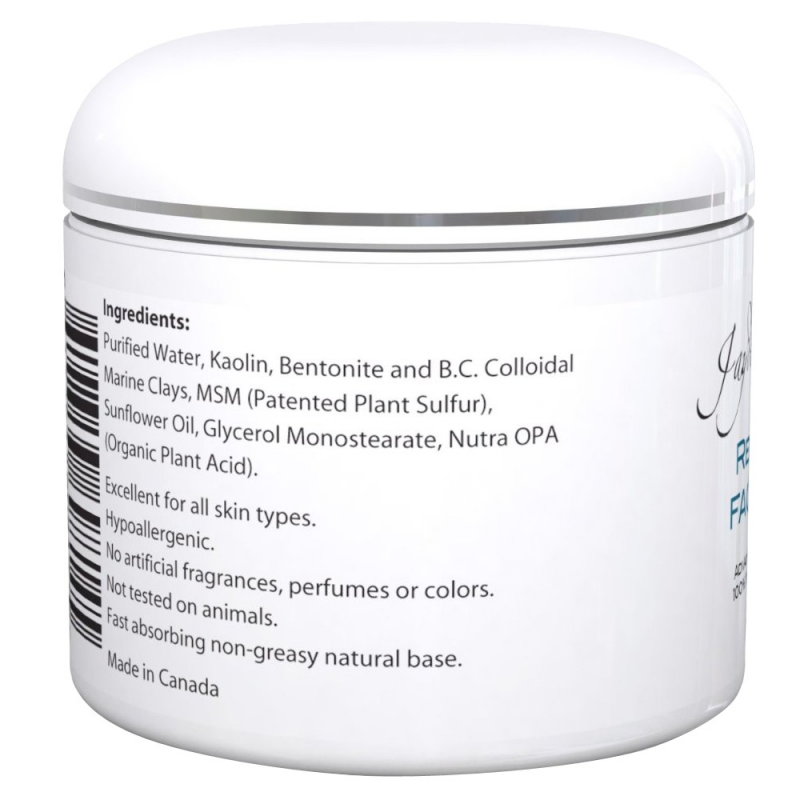 Ingredients:
Purified Water, Kaolin, Bentonite and B.C. Colloidal
Marine Clays, MSM (Patented Plant Sulfur),
Sunflower Oil, Glycerol Monostearate, Nutra OPA
(Organic Plant Acid).
Excellent for all skin types.
Hypoallergenic.
No artificial fragrances, perfumes or colors.
Not tested on animals.
Fast absorbing non-greasy natural base.
Made in Canada